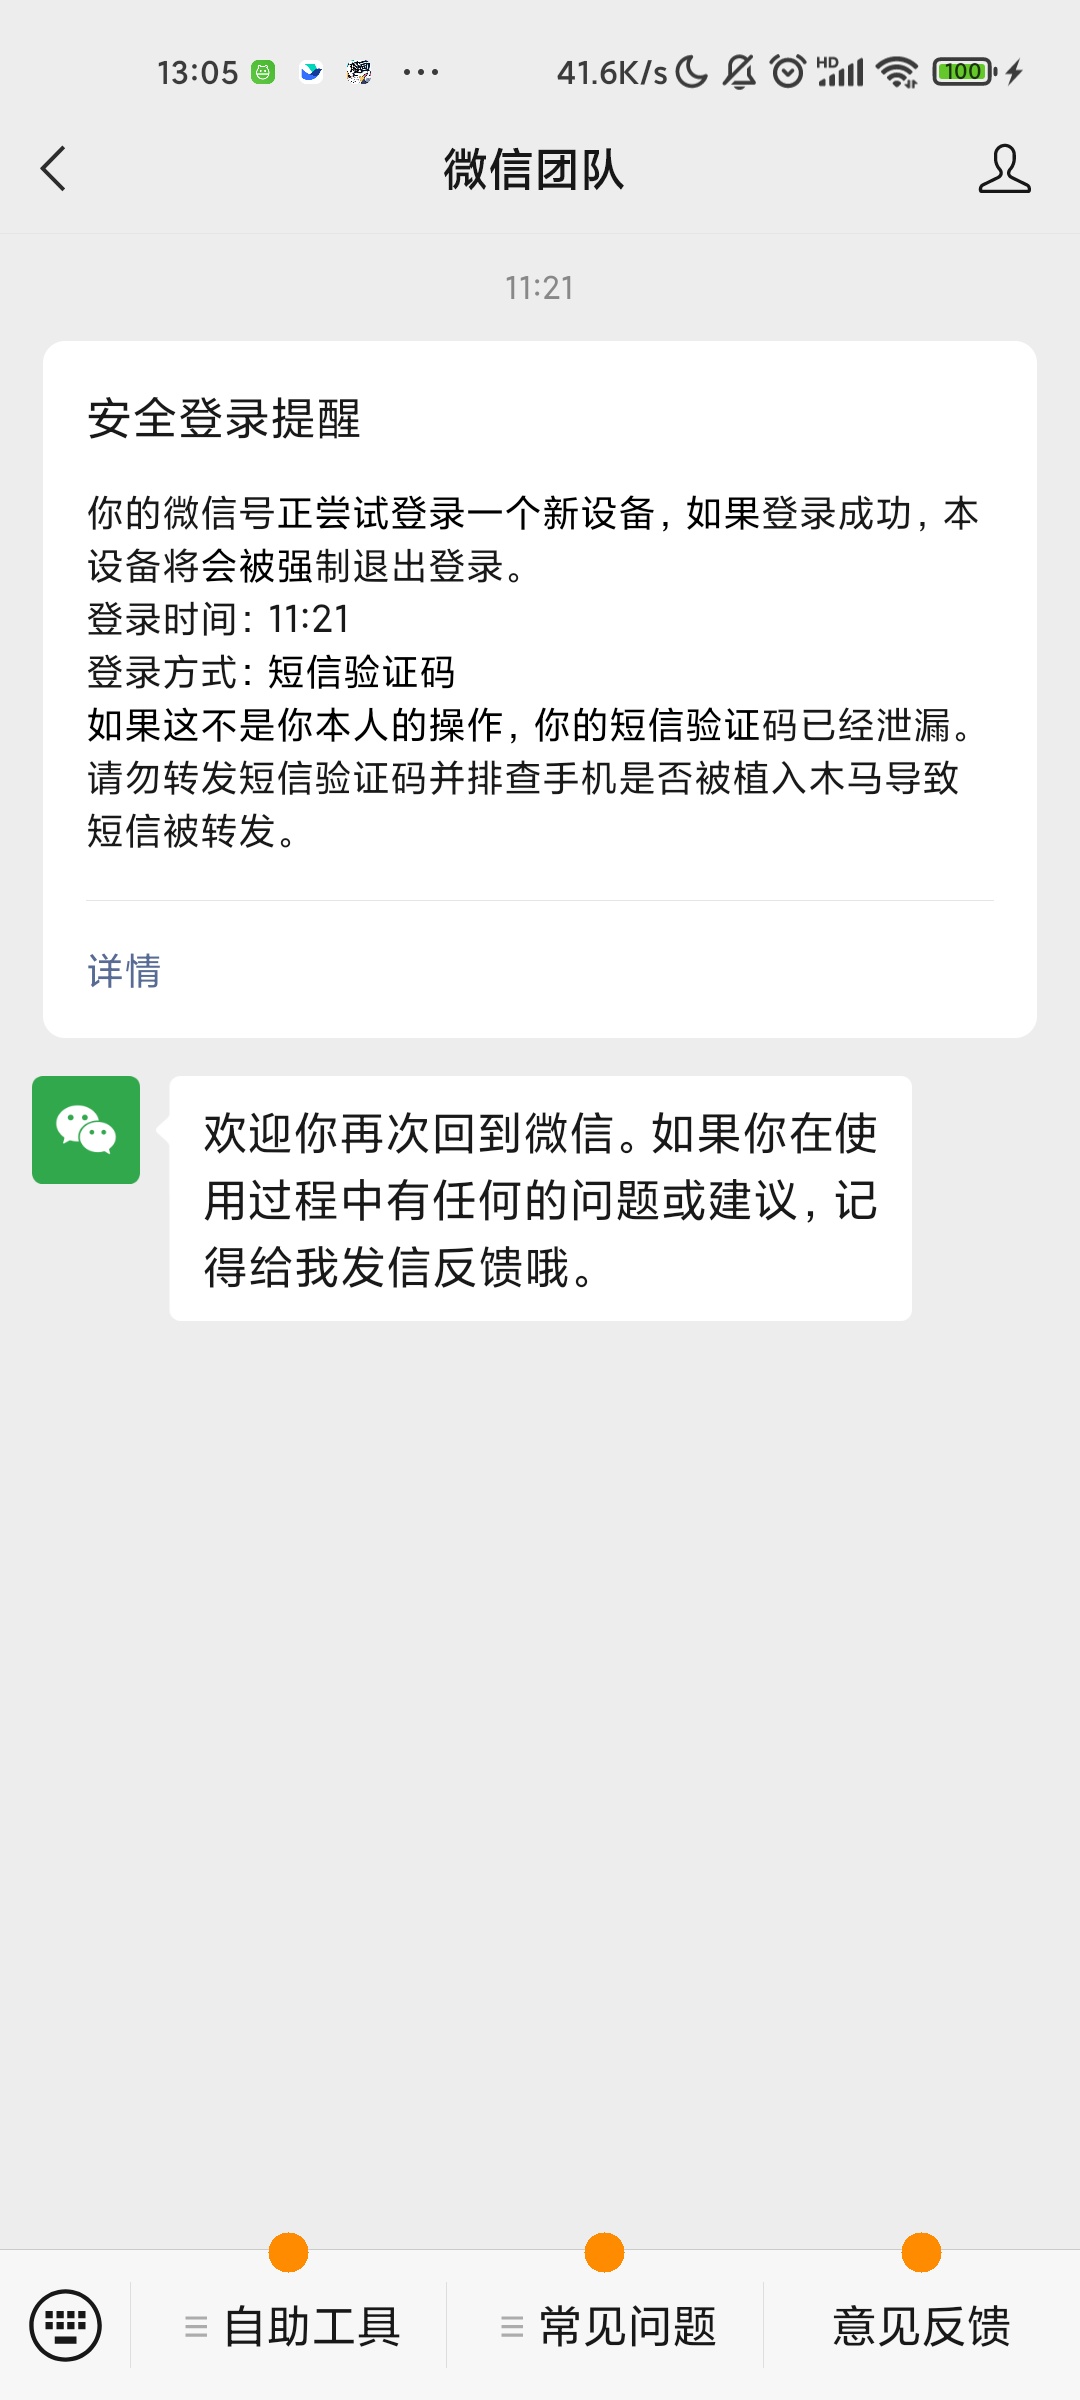 13:05 41.6K/s HD 100
微信团队
11:21
安全登录提醒
你的微信号正尝试登录一个新设备，如果登录成功，本
设备将会被强制退出登录。
登录时间：11:21
登录方式：短信验证码
如果这不是你本人的操作，你的短信验证码已经泄漏。
请勿转发短信验证码并排查手机是否被植入木马导致
短信被转发。
详情
欢迎你再次回到微信。如果你在使
用过程中有任何的问题或建议，记
得给我发信反馈哦。
自助工具 常见问题 意见反馈